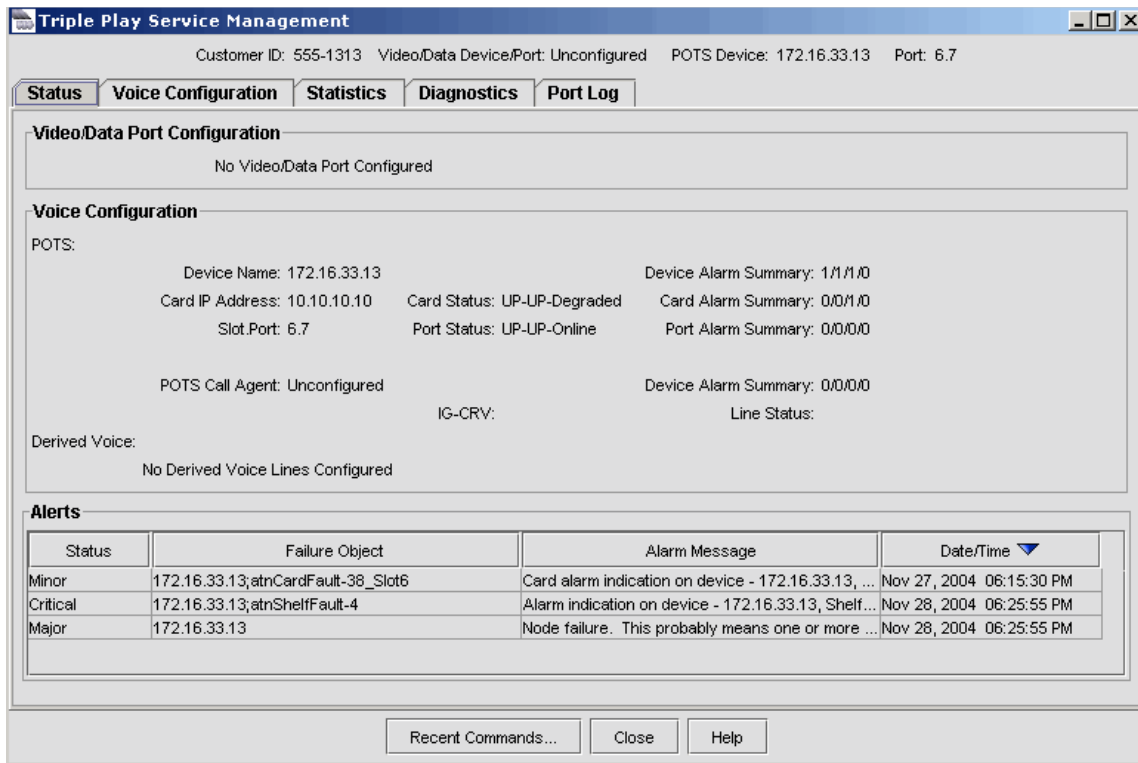 Triple Play Service Management
Customer ID: 555-1313 Video/Data Device/Port: Unconfigured POTS Device: 172.16.33.13 Port: 6.7
Status Voice Configuration Statistics Diagnostics Port Log
Video/Data Port Configuration
No Video/Data Port Configured
Voice Configuration
POTS:
Device Name: 172.16.33.13 Device Alarm Summary: 1/1/1/0
Card IP Address: 10.10.10.10 Card Status: UP-UP-Degraded Card Alarm Summary: 0/0/1/0
Slot.Port: 6.7 Port Status: UP-UP-Online Port Alarm Summary: 0/0/0/0
POTS Call Agent: Unconfigured Device Alarm Summary: 0/0/0/0
IG-CRV: Line Status:
Derived Voice:
No Derived Voice Lines Configured
Alerts
Status Failure Object Alarm Message Date/Time
Minor 172.16.33.13;atnCardFault-38_Slot6 Card alarm indication on device - 172.16.33.13, ... Nov 27, 2004 06:15:30 PM
Critical 172.16.33.13;atnShelfFault-4 Alarm indication on device - 172.16.33.13, Shelf... Nov 28, 2004 06:25:55 PM
Major 172.16.33.13 Node failure. This probably means one or more ... Nov 28, 2004 06:25:55 PM
Recent Commands... Close Help